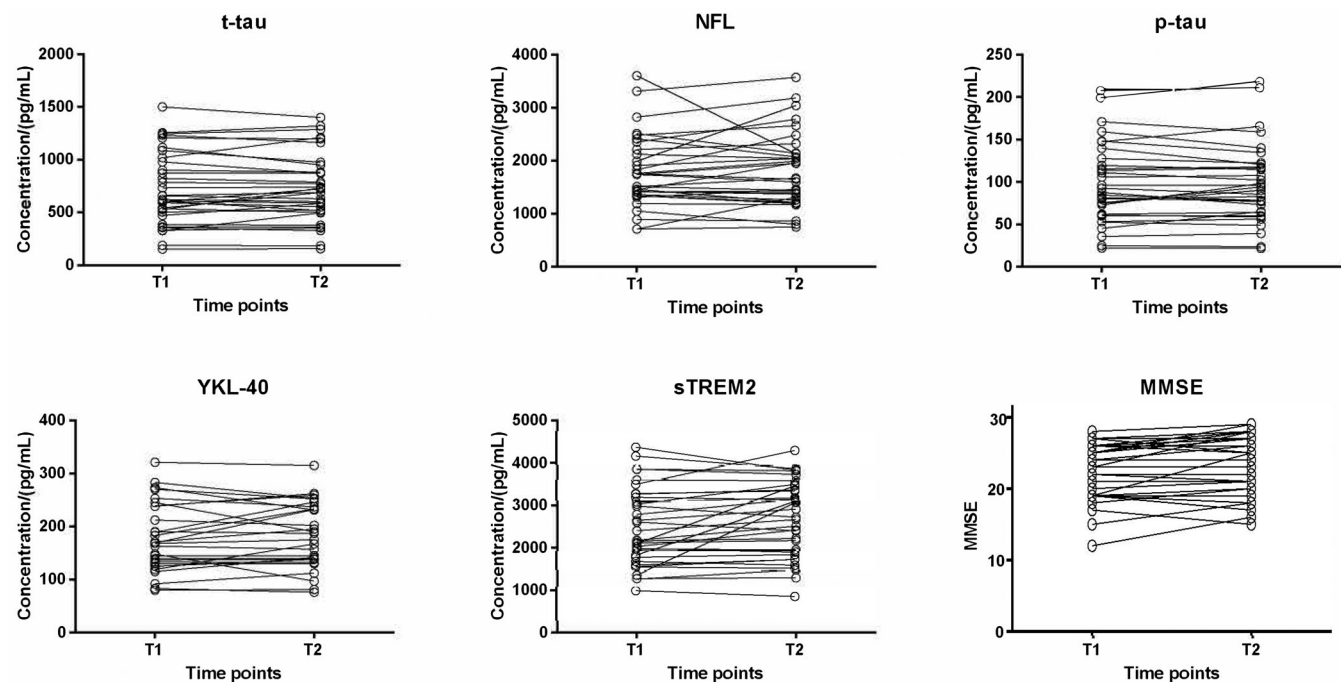 t-tau
NFL
p-tau
Concentration/(pg/mL)
2000
1500
1000
500
0
T1
T2
Time points
Concentration/(pg/mL)
4000
3000
2000
1000
0
T1
T2
Time points
Concentration/(pg/mL)
250
200
150
100
50
0
T1
T2
Time points
YKL-40
sTREM2
MMSE
Concentration/(pg/mL)
400
300
200
100
0
T1
T2
Time points
Concentration/(pg/mL)
5000
4000
3000
2000
1000
0
T1
T2
Time points
MMSE
30
20
10
0
T1
T2
Time points